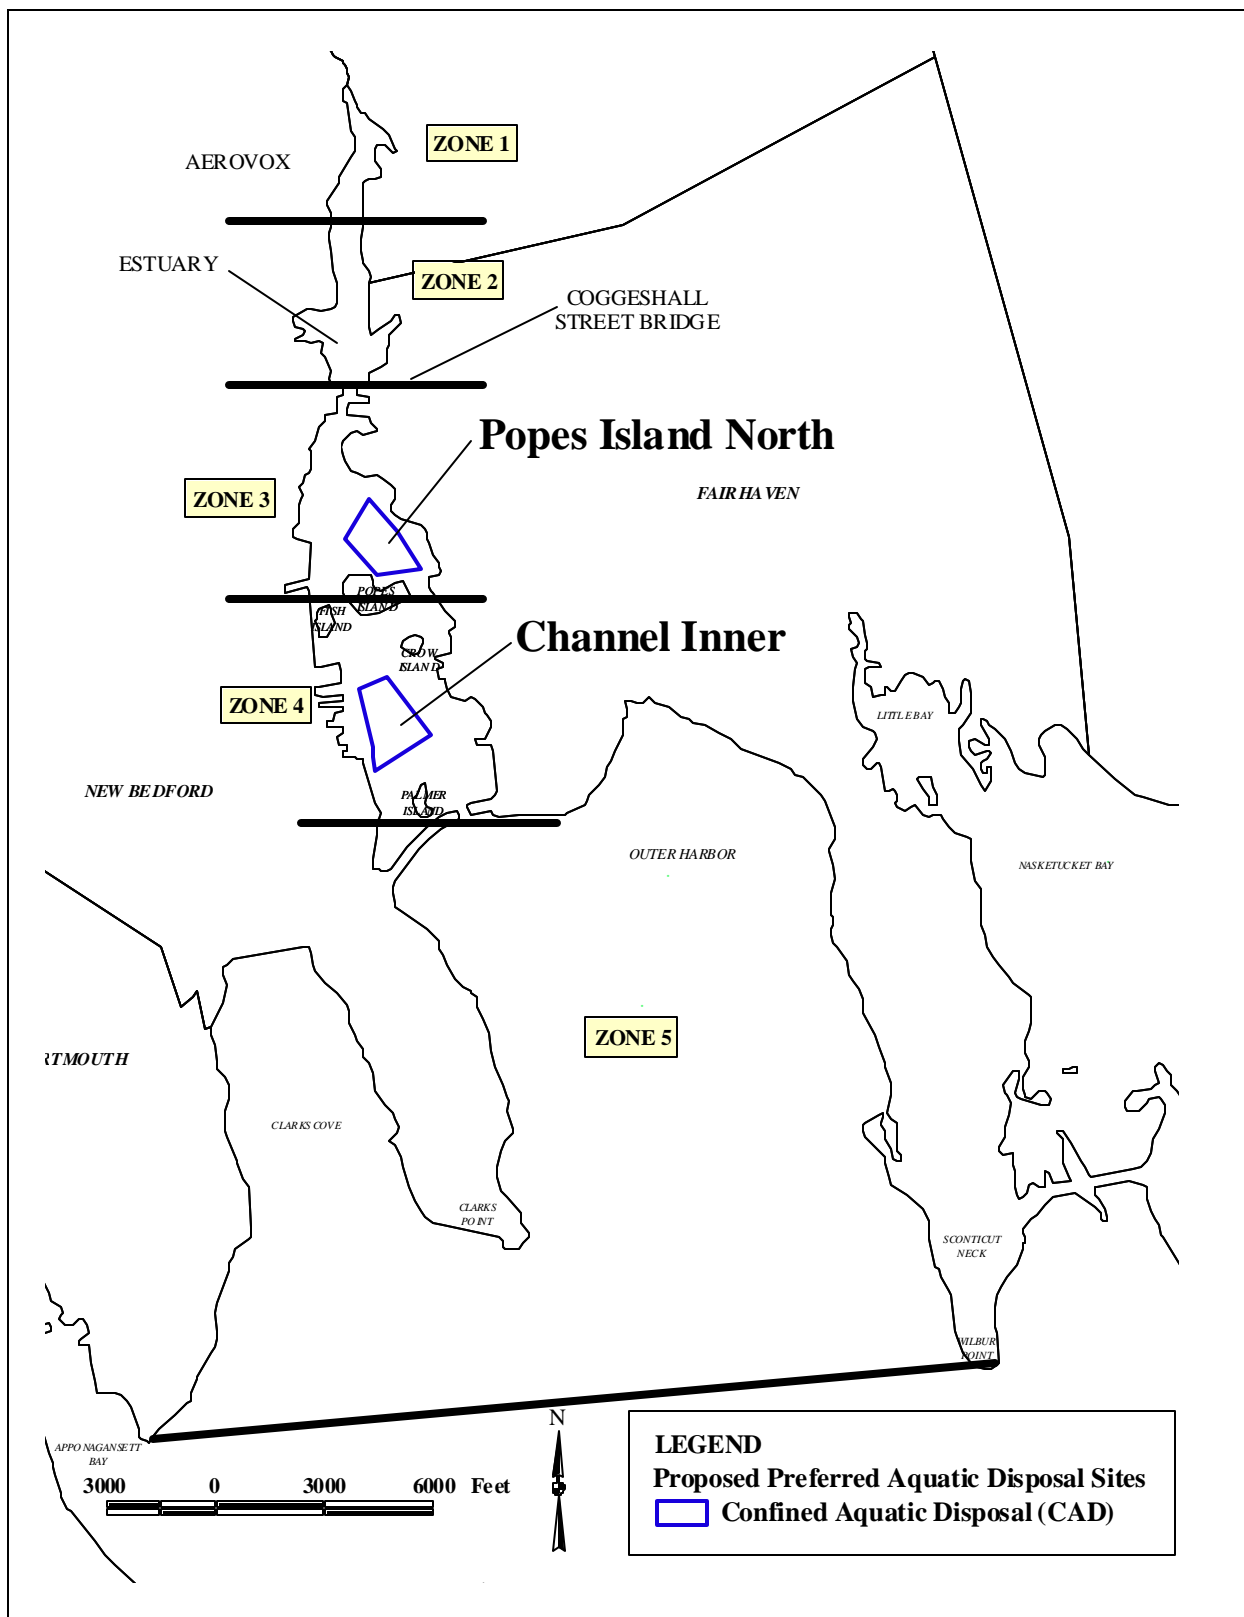 ZONE 1
AEROVOX
ESTUARY
ZONE 2
COGGESHALL
STREET BRIDGE
Popes Island North
ZONE 3
FAIRHAVEN
POPES
ISLAND
FISH
ISLAND
Channel Inner
CROW
ISLAND
ZONE 4
LITTLE BAY
NEW BEDFORD
PALMER
ISLAND
OUTER HARBOR
NASKETUCKET BAY
ZONE 5
RTMOUTH
CLARKS COVE
CLARKS
POINT
SCONTICUT
NECK
WILBUR
POINT
APPONAGANSETT
BAY
N
3000 0 3000 6000 Feet
LEGEND
Proposed Preferred Aquatic Disposal Sites
Confined Aquatic Disposal (CAD)